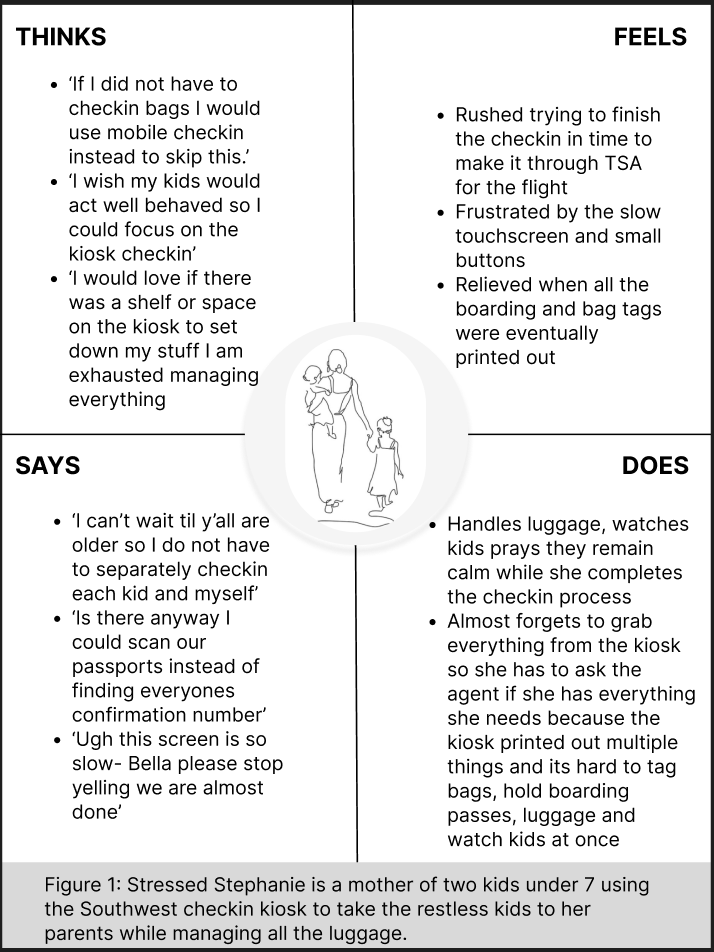 THINKS
• ‘If I did not have to
checkin bags I would
use mobile checkin
instead to skip this.’
• ‘I wish my kids would
act well behaved so I
could focus on the
kiosk checkin’
• ‘I would love if there
was a shelf or space
on the kiosk to set
down my stuff I am
exhausted managing
everything
FEELS
• Rushed trying to finish
the checkin in time to
make it through TSA
for the flight
• Frustrated by the slow
touchscreen and small
buttons
• Relieved when all the
boarding and bag tags
were eventually
printed out
SAYS
• ‘I can’t wait til y’all are
older so I do not have
to separately checkin
each kid and myself’
• ‘Is there anyway I
could scan our
passports instead of
finding everyones
confirmation number’
• ‘Ugh this screen is so
slow- Bella please stop
yelling we are almost
done’
DOES
• Handles luggage, watches
kids prays they remain
calm while she completes
the checkin process
• Almost forgets to grab
everything from the kiosk
so she has to ask the
agent if she has everything
she needs because the
kiosk printed out multiple
things and its hard to tag
bags, hold boarding
passes, luggage and
watch kids at once
Figure 1: Stressed Stephanie is a mother of two kids under 7 using
the Southwest checkin kiosk to take the restless kids to her
parents while managing all the luggage.